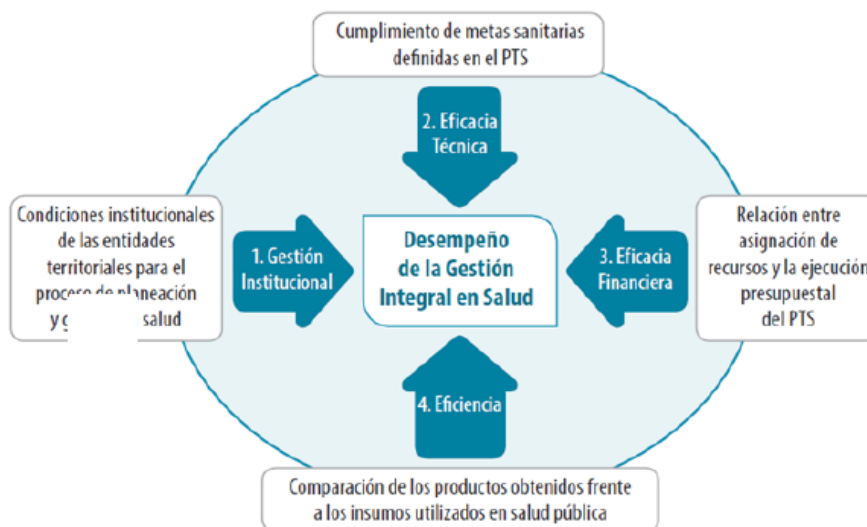 Cumplimiento de metas sanitarias
definidas en el PTS
2. Eficacia
Técnica
Condiciones institucionales
de las entidades
territoriales para el
proceso de planeación
y salud
1. Gestión
Institucional
Desempeño
de la Gestión
Integral en Salud
3. Eficacia
Financiera
Relación entre
asignación de
recursos y la ejecución
presupuestal
del PTS
4. Eficiencia
Comparación de los productos obtenidos frente
a los insumos utilizados en salud pública